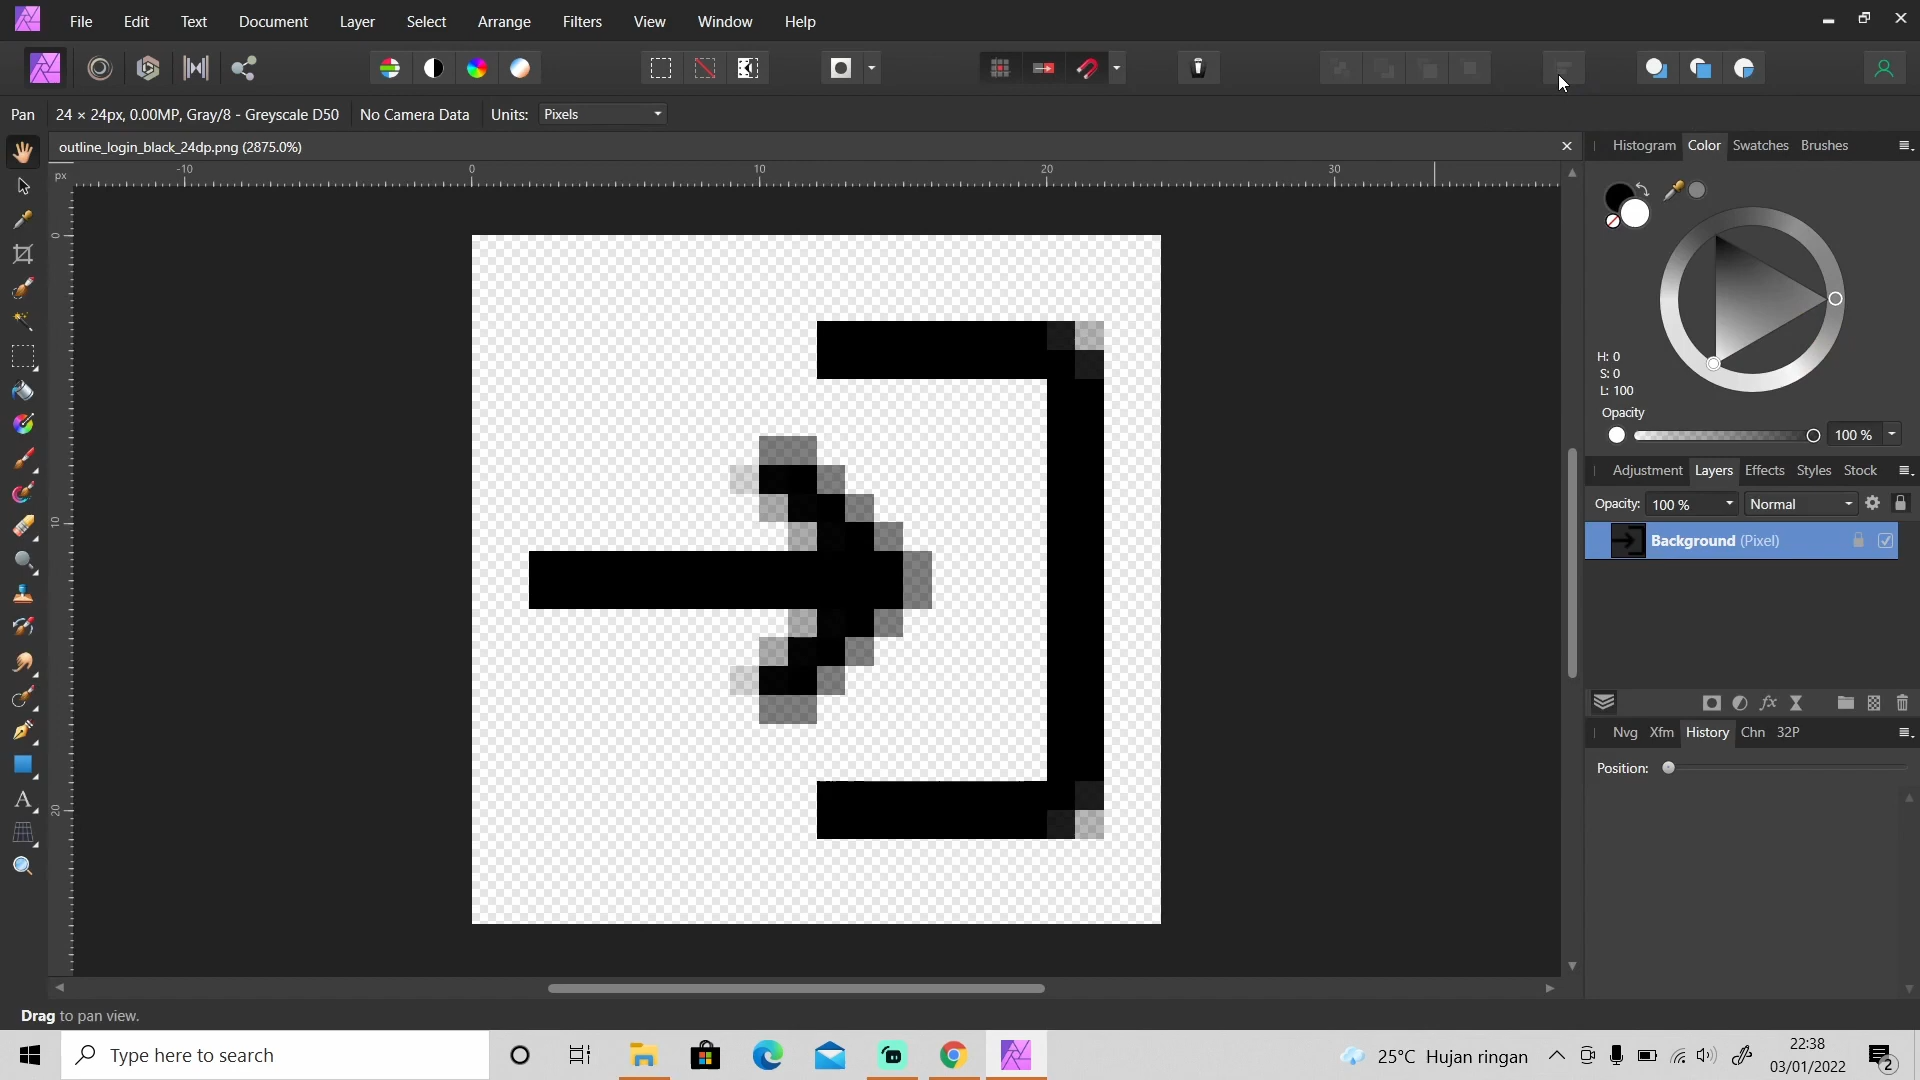 File Edit Text Document Layer Select Arrange Filters View Window Help
Pan 24 × 24px, 0.00MP, Gray/8 - Greyscale D50 No Camera Data Units: Pixels
outline_login_black_24dp.png (2875.0%)
Histogram Color Swatches Brushes
px -10 0 10 20 30
0
10
20
H: 0
S: 0
L: 100
Opacity
100 %
Adjustment Layers Effects Styles Stock
Opacity: 100 % Normal
Background (Pixel)
Nvg Xfm History Chn 32P
Position:
Drag to pan view.
Type here to search
25°C Hujan ringan
22:38
03/01/2022
2